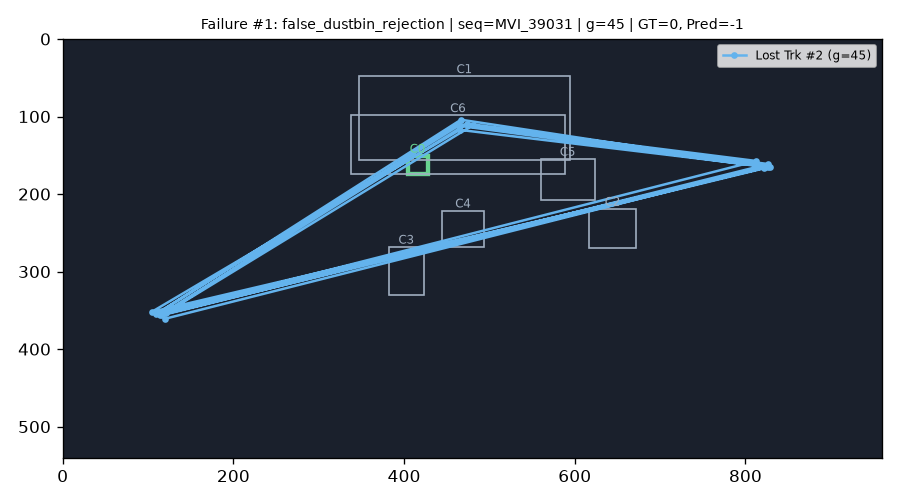 Failure #1: false_dustbin_rejection | seq=MVI_39031 | g=45 | GT=0, Pred=-1
Lost Trk #2 (g=45)
C1
C6
C5
C4
C3
0
100
200
300
400
500
0
200
400
600
800